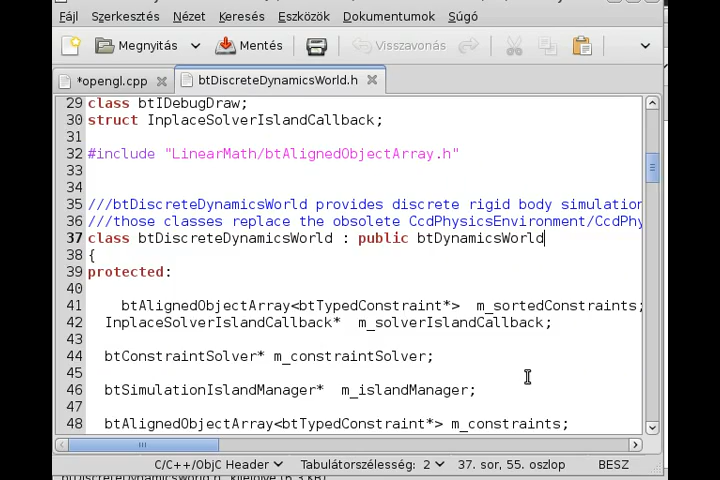 Fájl Szerkesztés Nézet Keresés Eszközök Dokumentumok Súgó
Megnyitás Mentés Visszavonás
*opengl.cpp btDiscreteDynamicsWorld.h
29 class btIDebugDraw;
30 struct InplaceSolverIslandCallback;
31
32 #include "LinearMath/btAlignedObjectArray.h"
33
34
35 ///btDiscreteDynamicsWorld provides discrete rigid body simulation
36 ///those classes replace the obsolete CcdPhysicsEnvironment/CcdPhy
37 class btDiscreteDynamicsWorld : public btDynamicsWorld
38 {
39 protected:
40
41 btAlignedObjectArray<btTypedConstraint*> m_sortedConstraints;
42 InplaceSolverIslandCallback* m_solverIslandCallback;
43
44 btConstraintSolver* m_constraintSolver;
45
46 btSimulationIslandManager* m_islandManager;
47
48 btAlignedObjectArray<btTypedConstraint*> m_constraints;
C/C++/ObjC Header Tabulátorszélesség: 2 37. sor, 55. oszlop BESZ